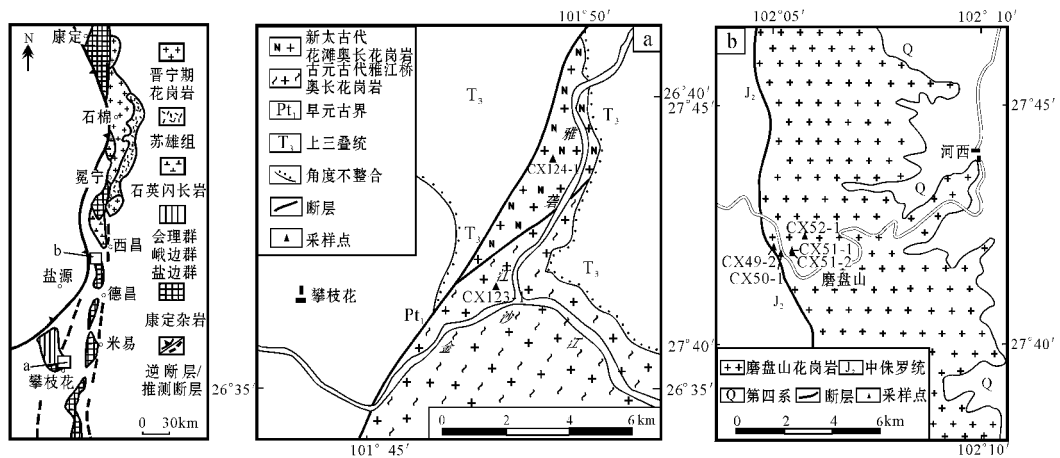 N
康定
石棉
冕宁
西昌
b
盐源
德昌
米易
a
攀枝花
晋宁期
花岗岩
苏雄组
石英闪长岩
会理群
峨边群
盐边群
康定杂岩
逆断层/
推测断层
0 30km
101° 50′
a
新太古代
花滩奥长花岗岩
古元古代雅江桥
奥长花岗岩
Pt1 早元古界
T3 上三叠统
角度不整合
断层
采样点
攀枝花
T3
T3
T3
T3
雅
砻
江
金
沙
江
CX124-1
CX123-1
Pt1
26°40′
26°35′
0 2 4 6km
101° 45′
102°05′
102° 10′
b
Q
J2
27°45′
河西
Q
CX52-1
CX51-1
CX51-2
CX49-2
CX50-1
磨盘山
J2
27°40′
磨盘山花岗岩
J2 中侏罗统
Q 第四系
断层
采样点
Q
0 2 4 6km
102°10′